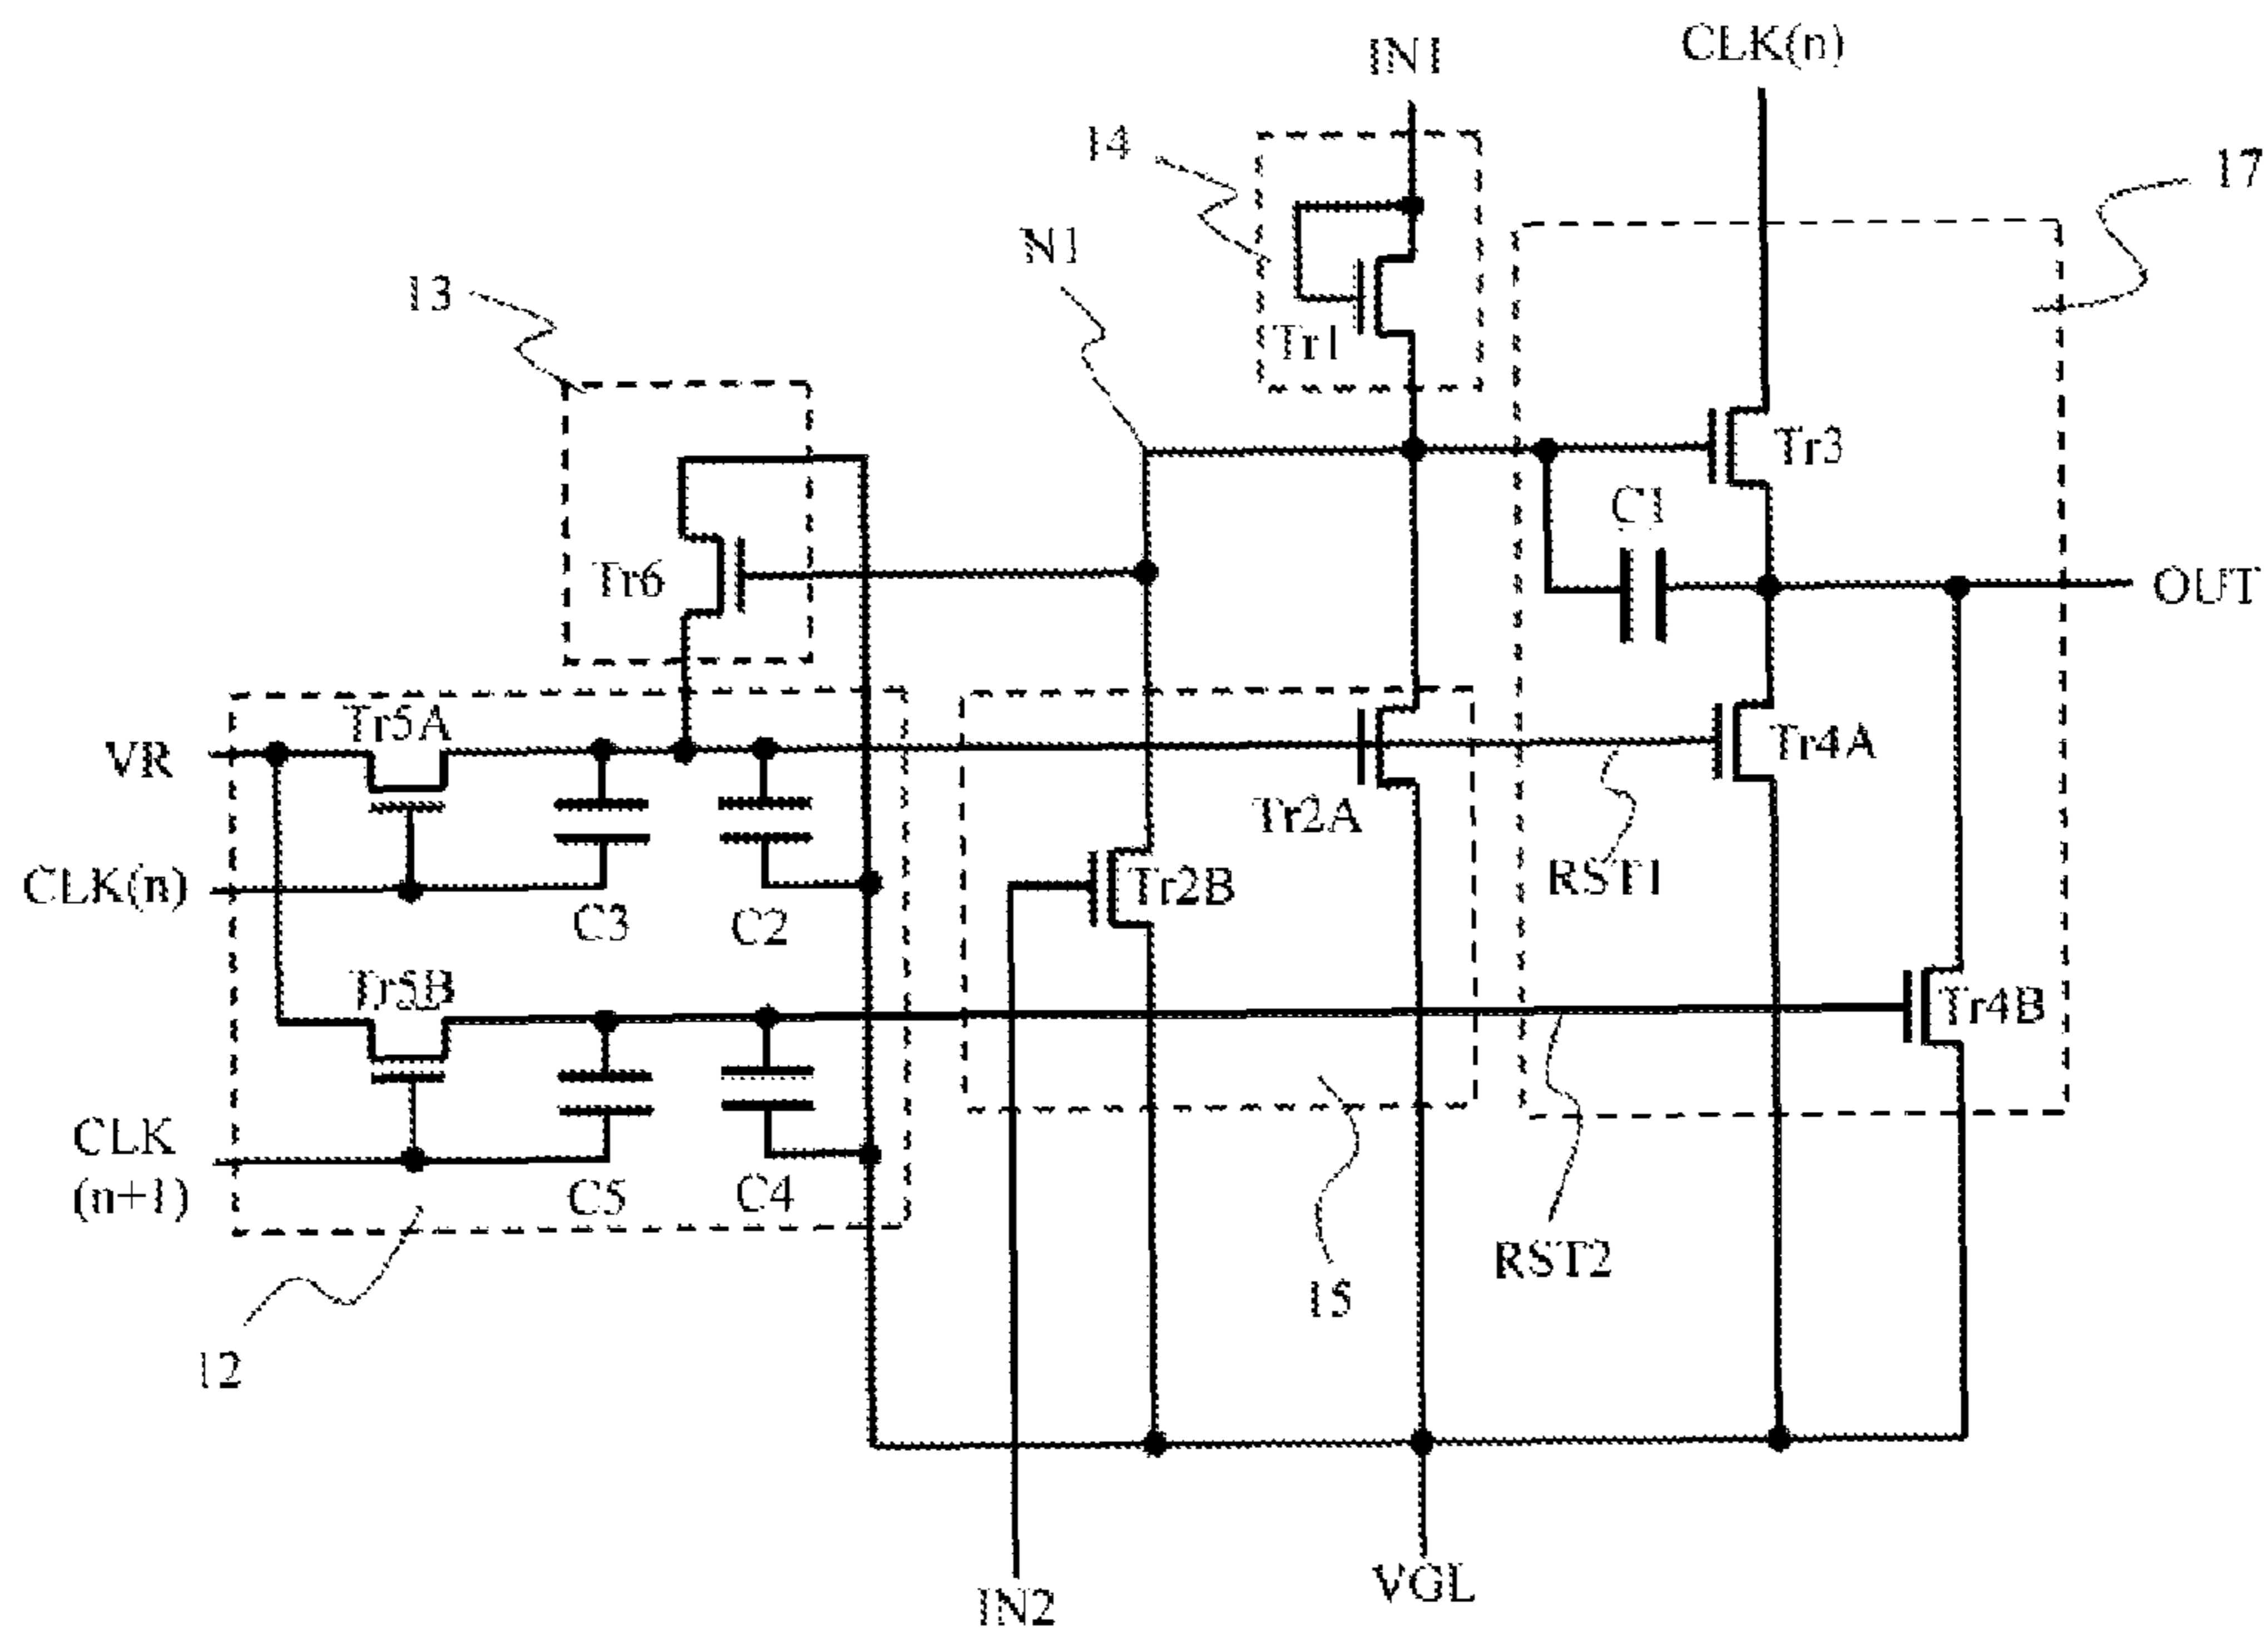 IN1
CLK(n)
14
17
N1
13
Tr1
Tr3
C1
Tr6
OUT
Tr5A
VR
Tr4A
Tr2A
CLK(n)
RST1
Tr2B
C3
C2
Tr5B
Tr4B
CLK
(n+1)
C5
C4
RST2
15
12
IN2
VGL